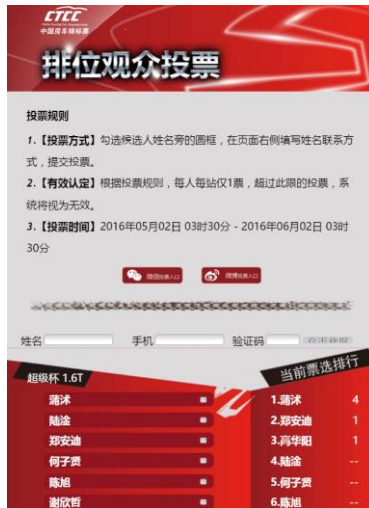 CTCC
中国房车锦标赛
排位观众投票
投票规则
1.【投票方式】勾选候选人姓名旁的圆框，在页面右侧填写姓名联系方
式，提交投票。
2.【有效认定】根据投票规则，每人每站仅1票，超过此限的投票，系
统将视为无效。
3.【投票时间】2016年05月02日 03时30分 - 2016年06月02日 03时
30分
微信投票入口 微博投票入口
姓名 手机 验证码
超级杯 1.6T 当前票选排行
蒲沭
陆淦
郑安迪
何子贤
陈旭
谢欣哲
1.蒲沭 4
2.郑安迪 1
3.高华阳 1
4.陆淦 --
5.何子贤 --
6.陈旭 --